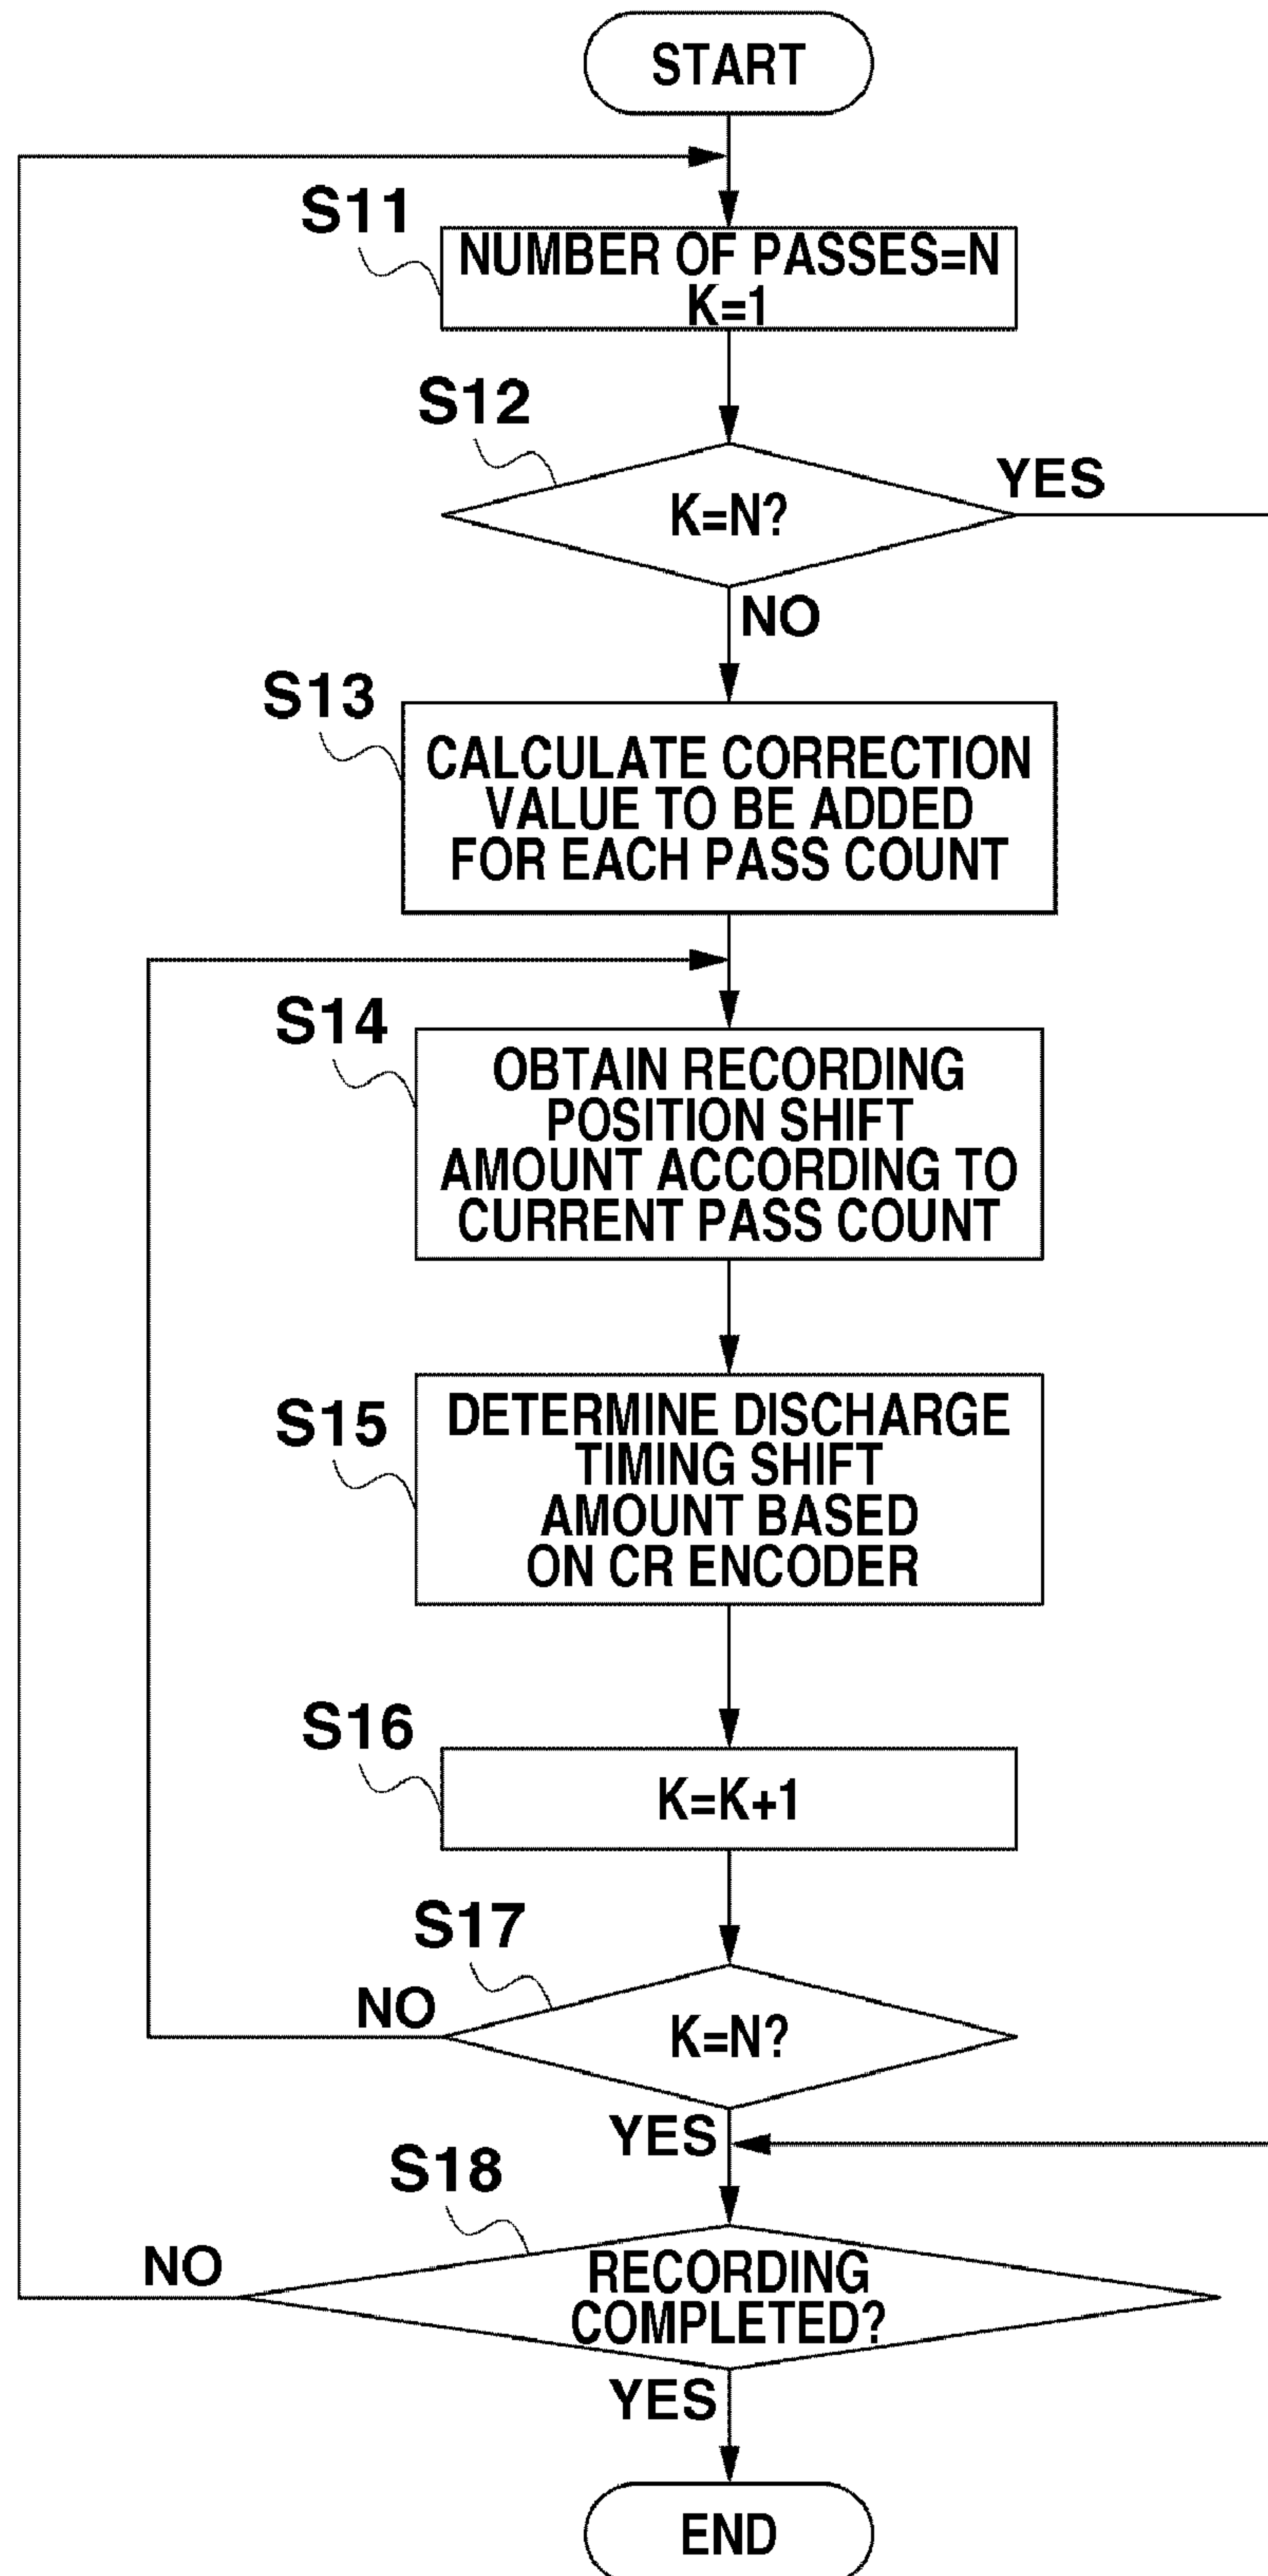 START
S11
NUMBER OF PASSES=N
K=1
S12
K=N?
YES
NO
S13
CALCULATE CORRECTION
VALUE TO BE ADDED
FOR EACH PASS COUNT
S14
OBTAIN RECORDING
POSITION SHIFT
AMOUNT ACCORDING TO
CURRENT PASS COUNT
S15
DETERMINE DISCHARGE
TIMING SHIFT
AMOUNT BASED
ON CR ENCODER
S16
K=K+1
S17
NO
K=N?
YES
S18
NO
RECORDING
COMPLETED?
YES
END